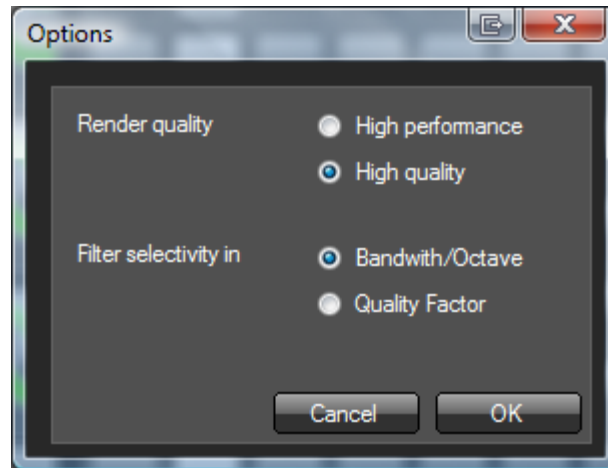 Options
Render quality
High performance
High quality
Filter selectivity in
Bandwith/Octave
Quality Factor
Cancel
OK